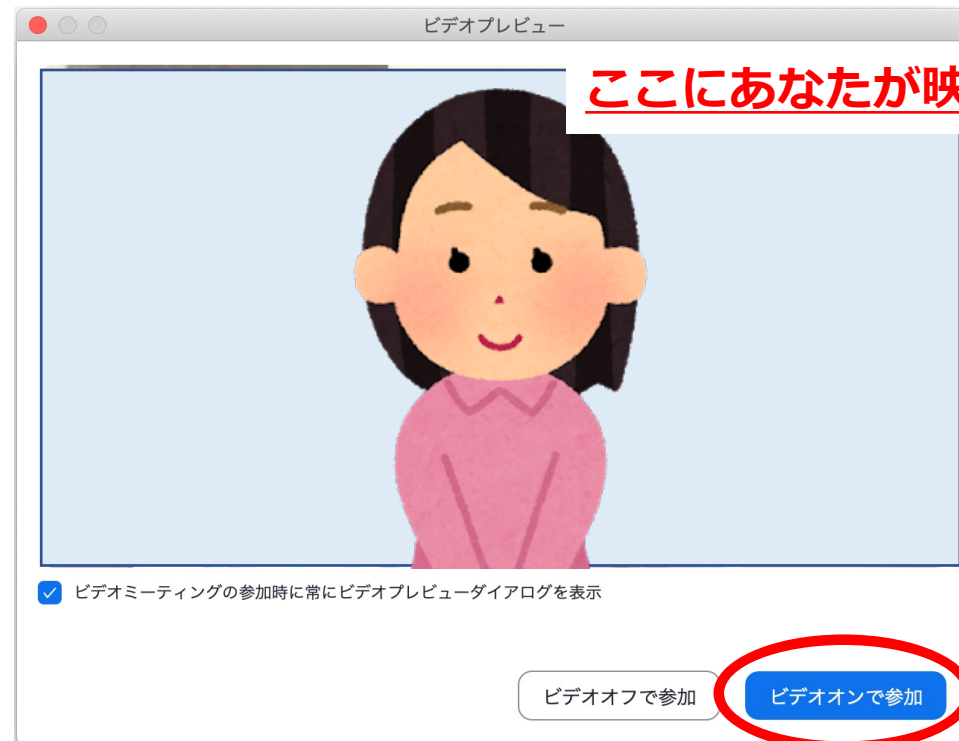 ビデオプレビュー
ここにあなたが映
ビデオミーティングの参加時に常にビデオプレビューダイアログを表示
ビデオオフで参加
ビデオオンで参加